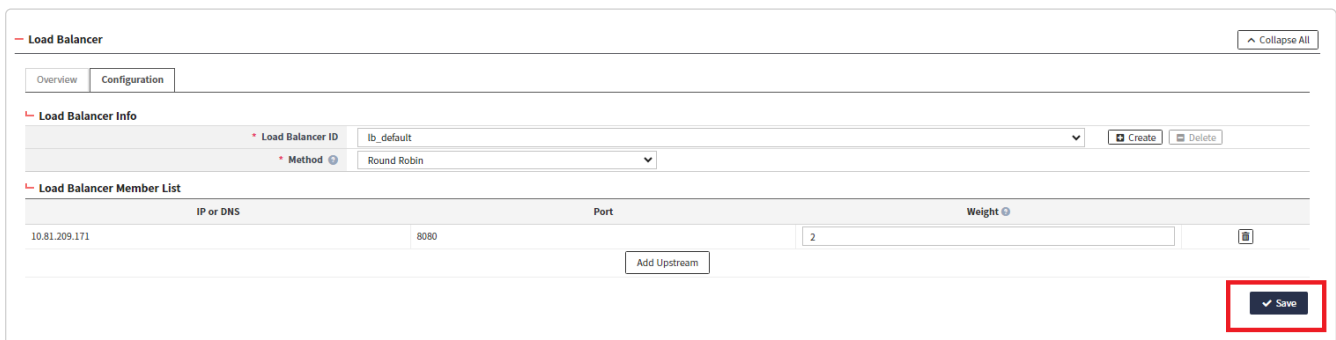 Load Balancer
Collapse All
Overview Configuration
Load Balancer Info
* Load Balancer ID lb_default Create Delete
* Method Round Robin
Load Balancer Member List
IP or DNS Port Weight
10.81.209.171 8080 2
Add Upstream
Save